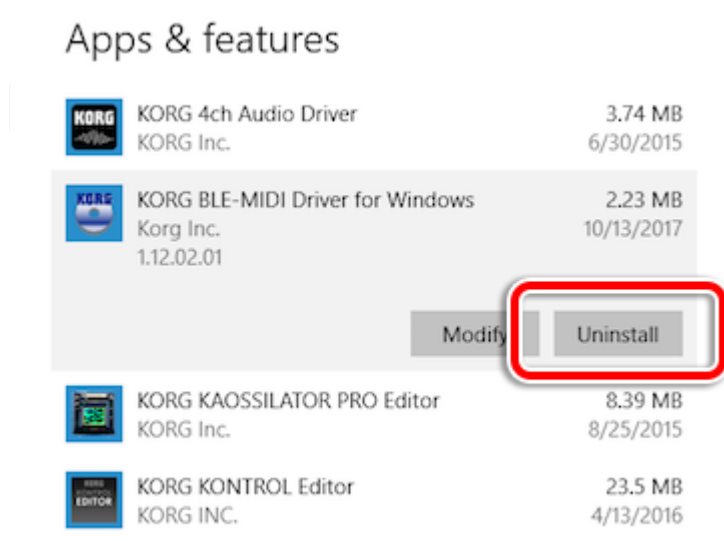 Apps & features
KORG
KORG 4ch Audio Driver 3.74 MB
KORG Inc. 6/30/2015
KORG
KORG BLE-MIDI Driver for Windows 2.23 MB
Korg Inc. 10/13/2017
1.12.02.01
Modify Uninstall
KORG KAOSSILATOR PRO Editor 8.39 MB
KORG Inc. 8/25/2015
KORG
KONTROL
EDITOR
KORG KONTROL Editor 23.5 MB
KORG INC. 4/13/2016